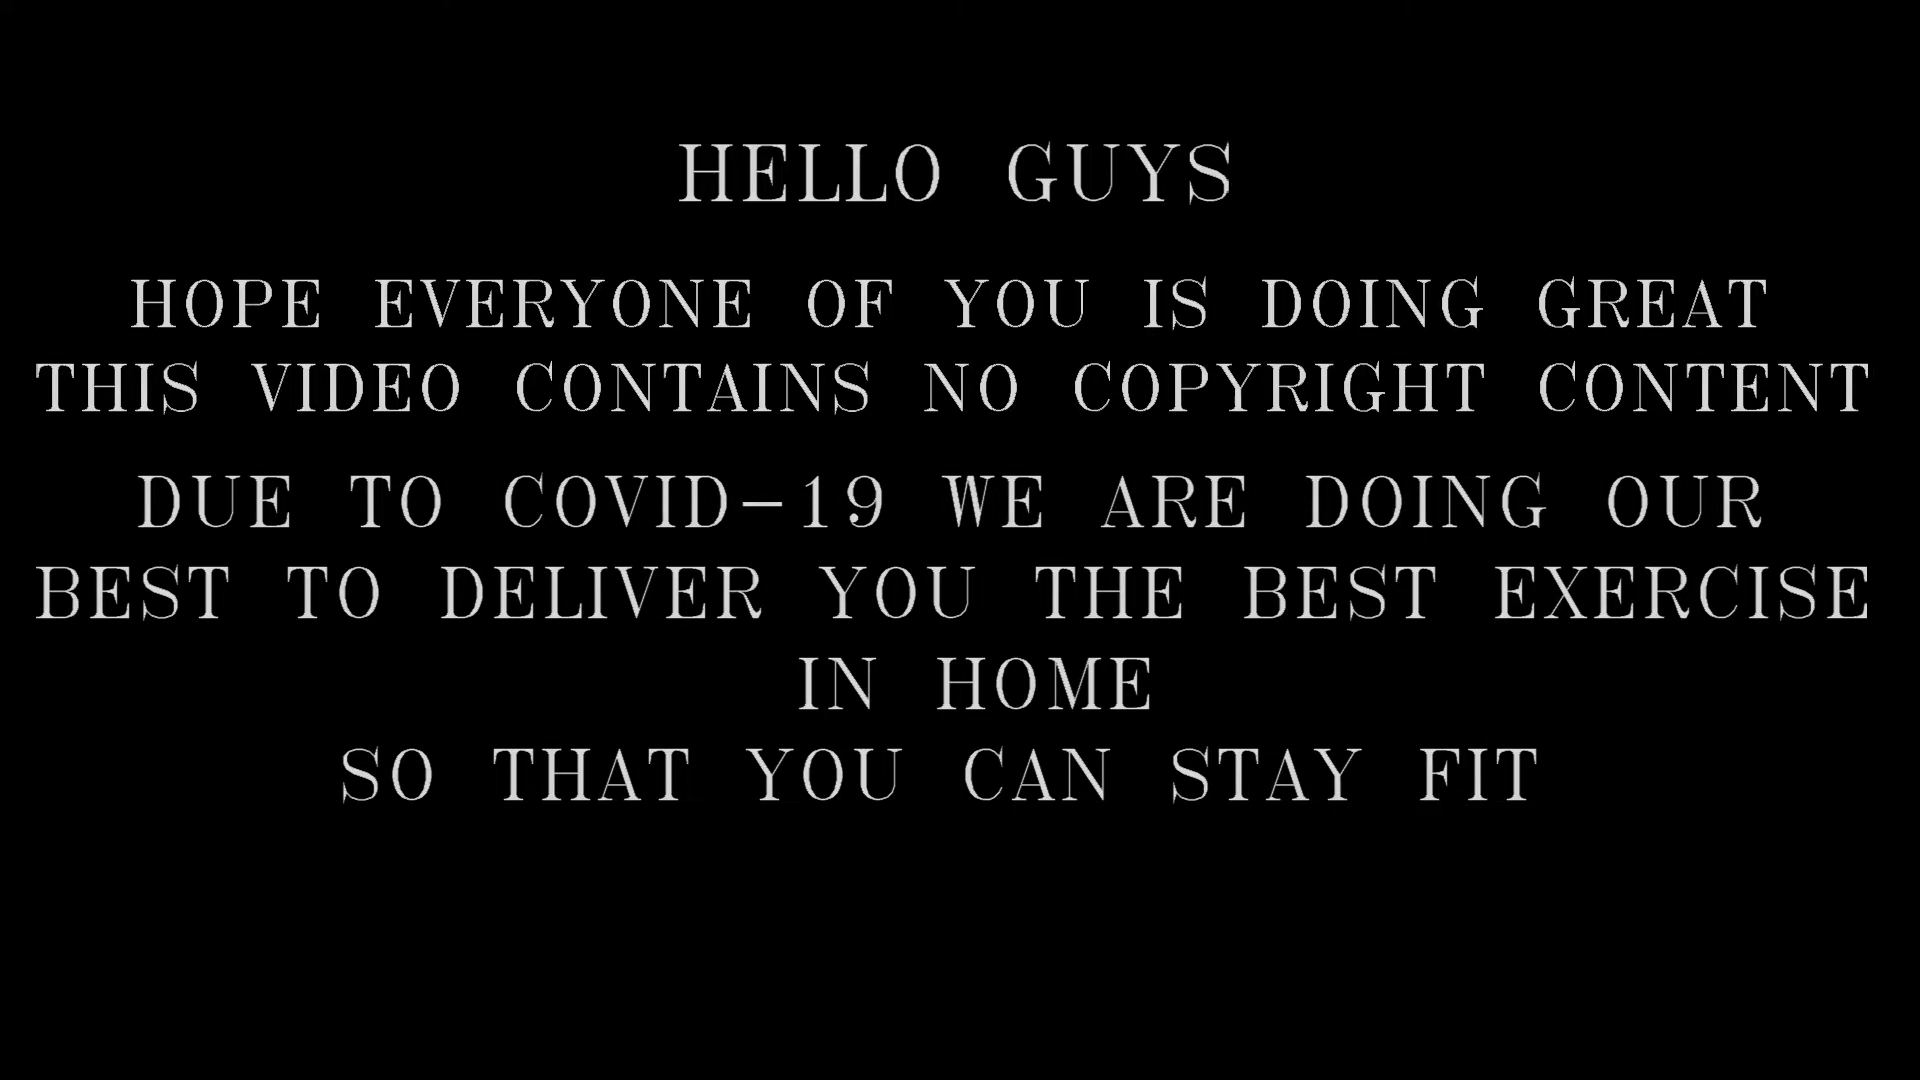 HELLO GUYS
HOPE EVERYONE OF YOU IS DOING GREAT
THIS VIDEO CONTAINS NO COPYRIGHT CONTENT
DUE TO COVID-19 WE ARE DOING OUR
BEST TO DELIVER YOU THE BEST EXERCISE
IN HOME
SO THAT YOU CAN STAY FIT